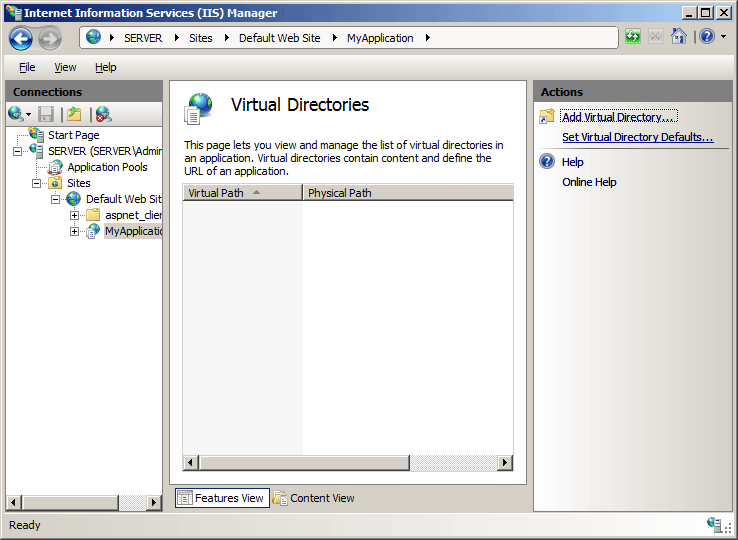 Internet Information Services (IIS) Manager
SERVER Sites Default Web Site MyApplication
File View Help
Connections
Start Page
SERVER (SERVER\Admin
Application Pools
Sites
Default Web Sit
aspnet_clien
MyApplicatio
Virtual Directories
This page lets you view and manage the list of virtual directories in
an application. Virtual directories contain content and define the
URL of an application.
Virtual Path Physical Path
Features View Content View
Actions
Add Virtual Directory...
Set Virtual Directory Defaults...
Help
Online Help
Ready